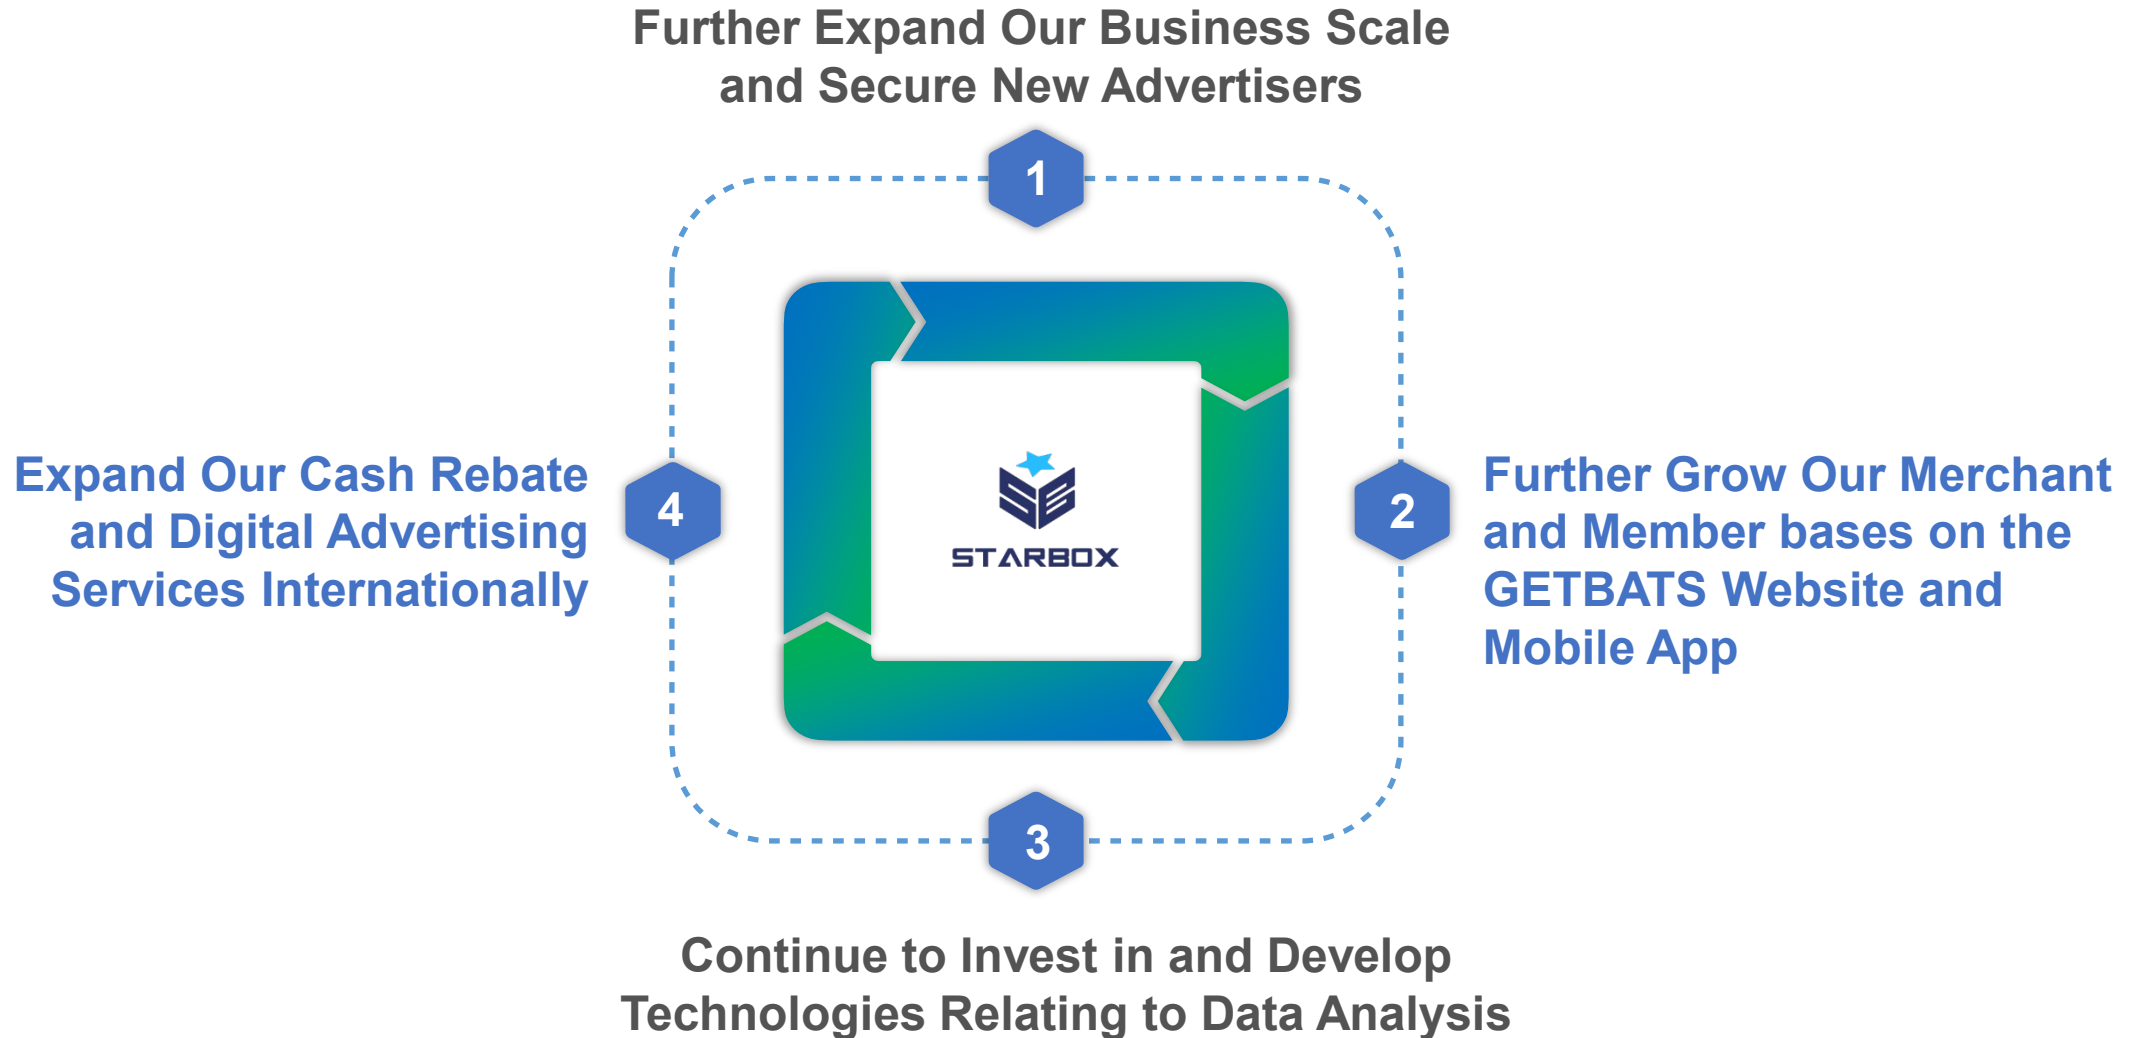 Further Expand Our Business Scale
and Secure New Advertisers
1
Expand Our Cash Rebate
and Digital Advertising
Services Internationally
4
STARBOX
2
Further Grow Our Merchant
and Member bases on the
GETBATS Website and
Mobile App
3
Continue to Invest in and Develop
Technologies Relating to Data Analysis